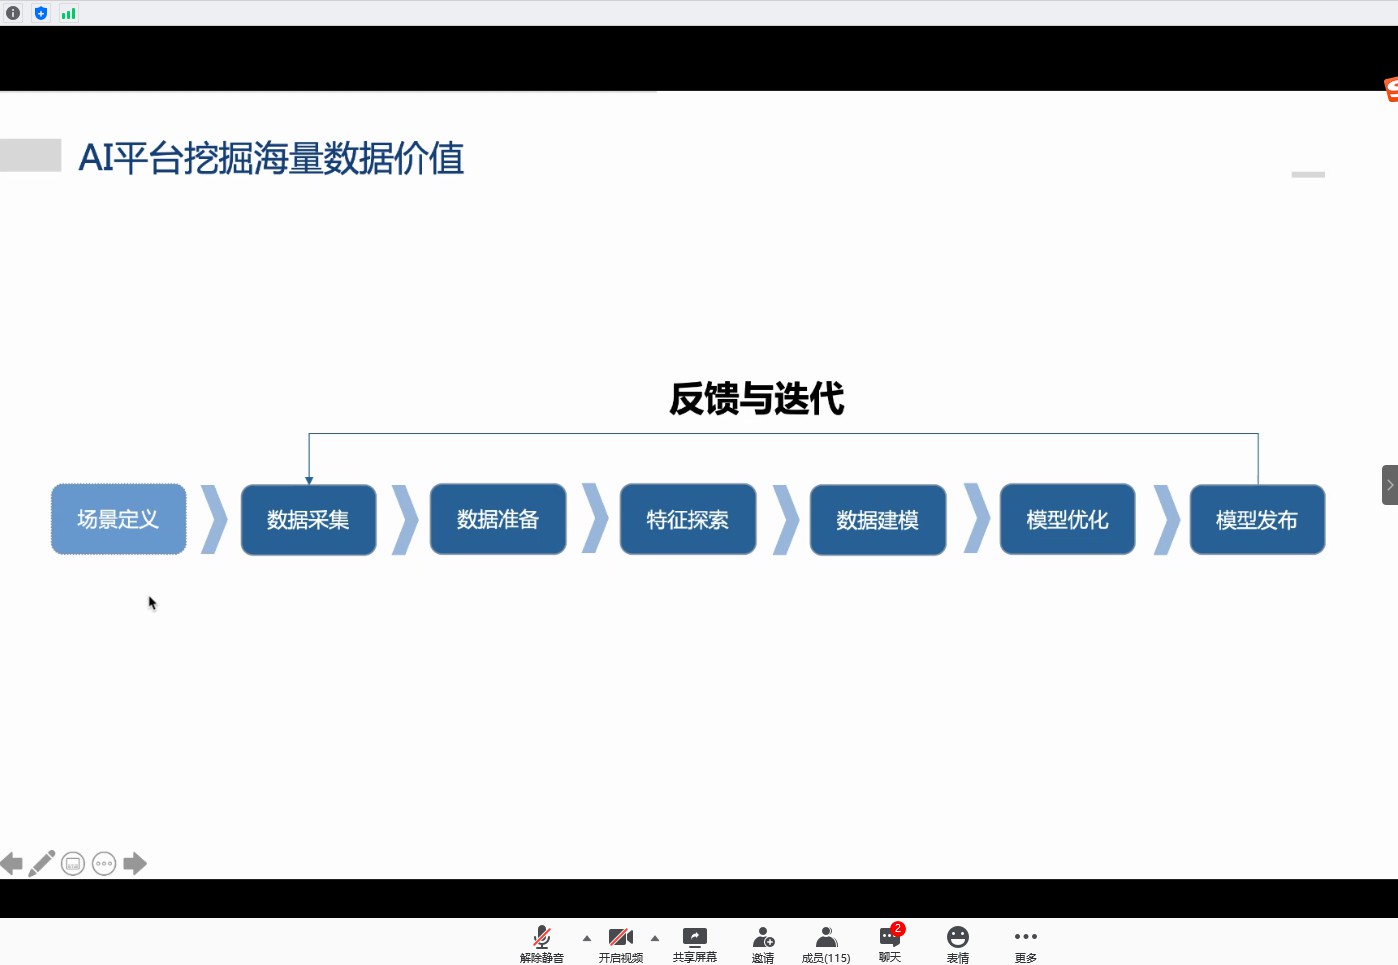 AI平台挖掘海量数据价值
反馈与迭代
场景定义
数据采集
数据准备
特征探索
数据建模
模型优化
模型发布
解除静音
开启视频
共享屏幕
邀请
成员(115)
2
聊天
表情
更多